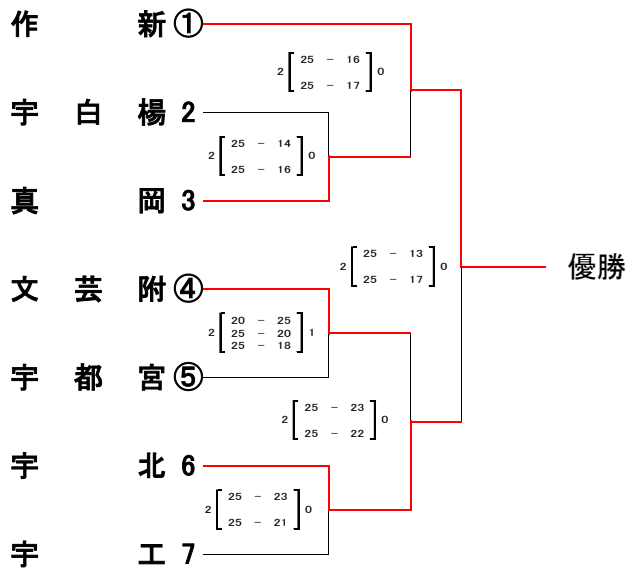 作新①
2 [ 25 － 16
25 － 17 ] 0
宇白楊2
2 [ 25 － 14
25 － 16 ] 0
真岡3
2 [ 25 － 13
25 － 17 ] 0
優勝
文芸附④
2 [ 20 － 25
25 － 20
25 － 18 ] 1
宇都宮⑤
2 [ 25 － 23
25 － 22 ] 0
宇北6
2 [ 25 － 23
25 － 21 ] 0
宇工7